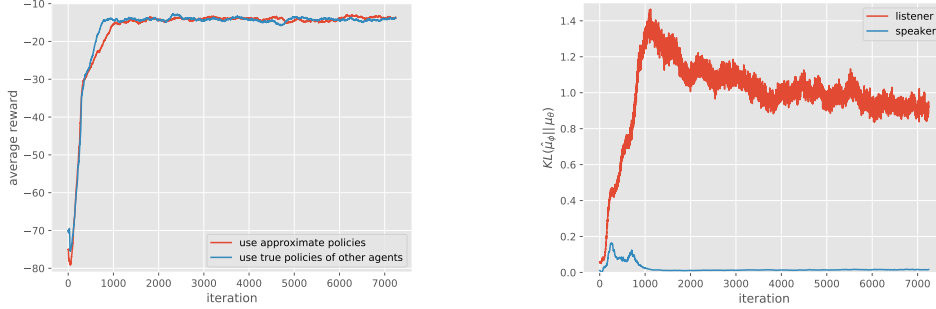 −10
−20
−30
−40
−50
−60
−70
−80
average reward
0 1000 2000 3000 4000 5000 6000 7000
iteration
use approximate policies
use true policies of other agents
1.4
1.2
1.0
0.8
0.6
0.4
0.2
0.0
KL(μ̂ϕ||μθ)
0 1000 2000 3000 4000 5000 6000 7000
iteration
listener
speaker